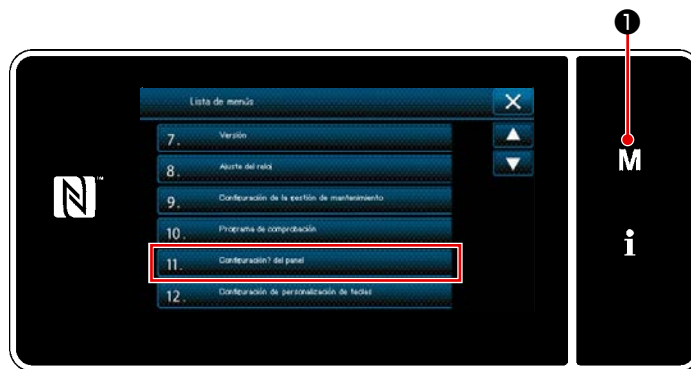 ❶
Lista de menús
7. Versión
8. Ajuste del reloj
9. Configuración de la gestión de mantenimiento
10. Programa de comprobación
11. Configuración? del panel
12. Configuración de personalización de teclas
M
i